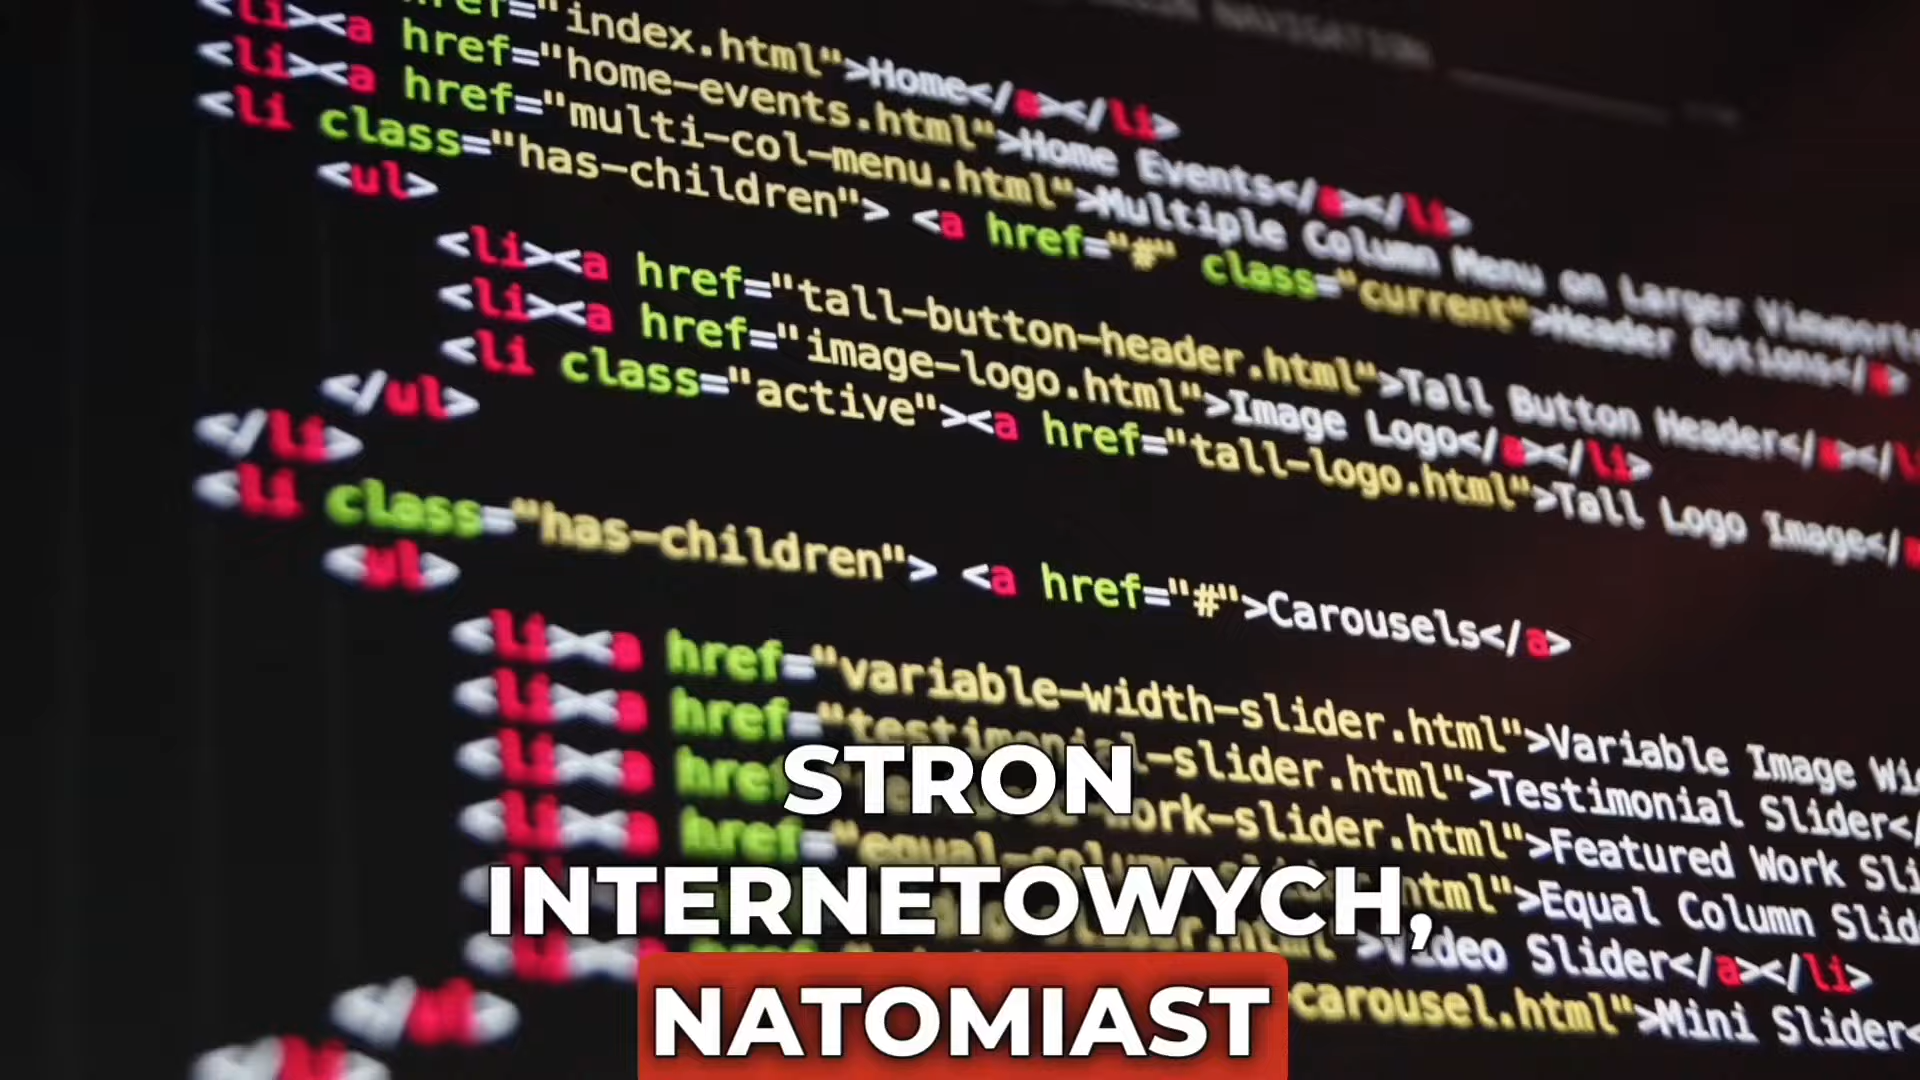 <li><a href="index.html">Home</a></li>
<li><a href="home-events.html">Home Events</a></li>
<li><a href="multi-col-menu.html">Multiple Column Menu on Larger Viewports
<li class="has-children"> <a href="#" class="current">Header Options</a>
<ul>
<li><a href="tall-button-header.html">Tall Button Header</a></li>
<li><a href="image-logo.html">Image Logo</a></li>
<li class="active"><a href="tall-logo.html">Tall Logo Image</a>
</ul>
</li>
<li class="has-children"> <a href="#">Carousels</a>
<ul>
<li><a href="variable-width-slider.html">Variable Image
<li><a href="testimonial-slider.html">Testimonial Slider</
<li><a href= work-slider.html">Featured Work
<li><a href="equal-column html">Equal Column
>Video Slider</a></li>
carousel.html">Mini Slider<
STRON
INTERNETOWYCH,
NATOMIAST